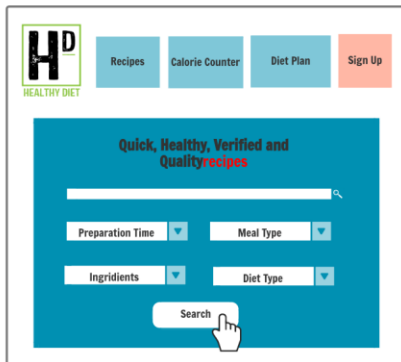 HD
HEALTHY DIET
Recipes
Calorie Counter
Diet Plan
Sign Up
Quick, Healthy, Verified and
Qualityrecipes
Preparation Time
Meal Type
Ingridients
Diet Type
Search